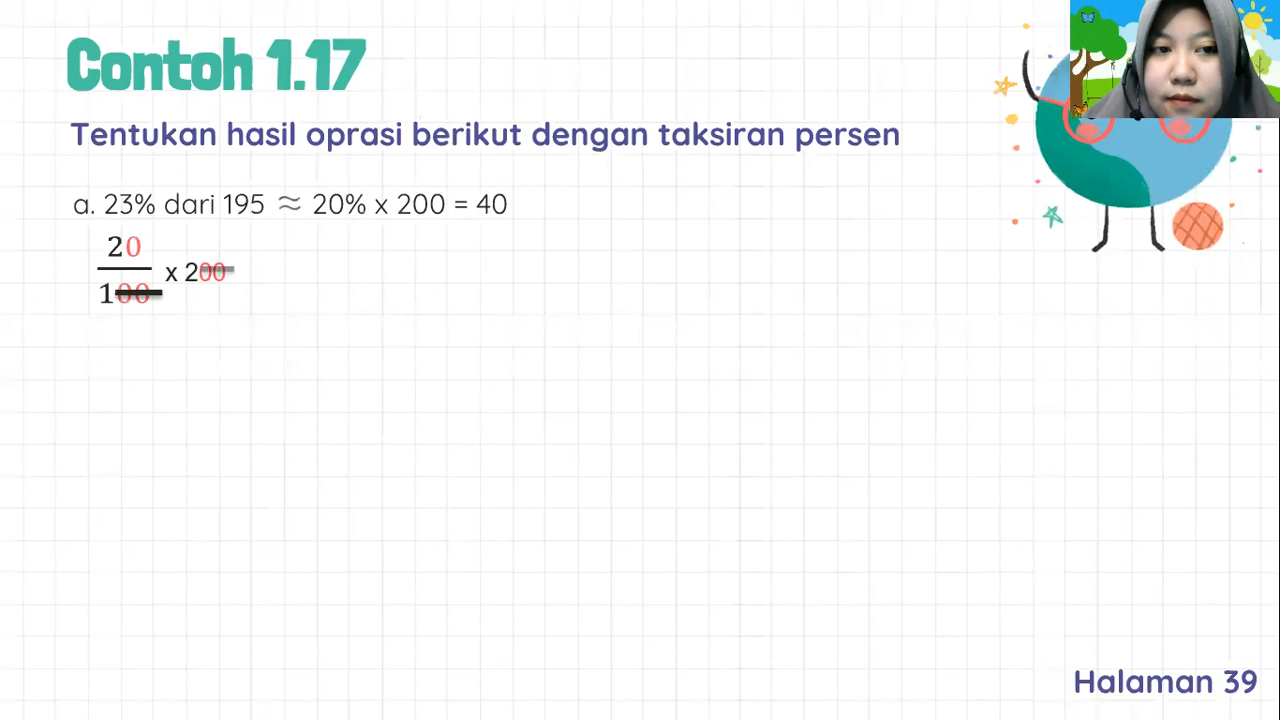 Contoh 1.17
Tentukan hasil oprasi berikut dengan taksiran persen
a. 23% dari 195 ≈ 20% x 200 = 40
20
x 200
100
Halaman 39